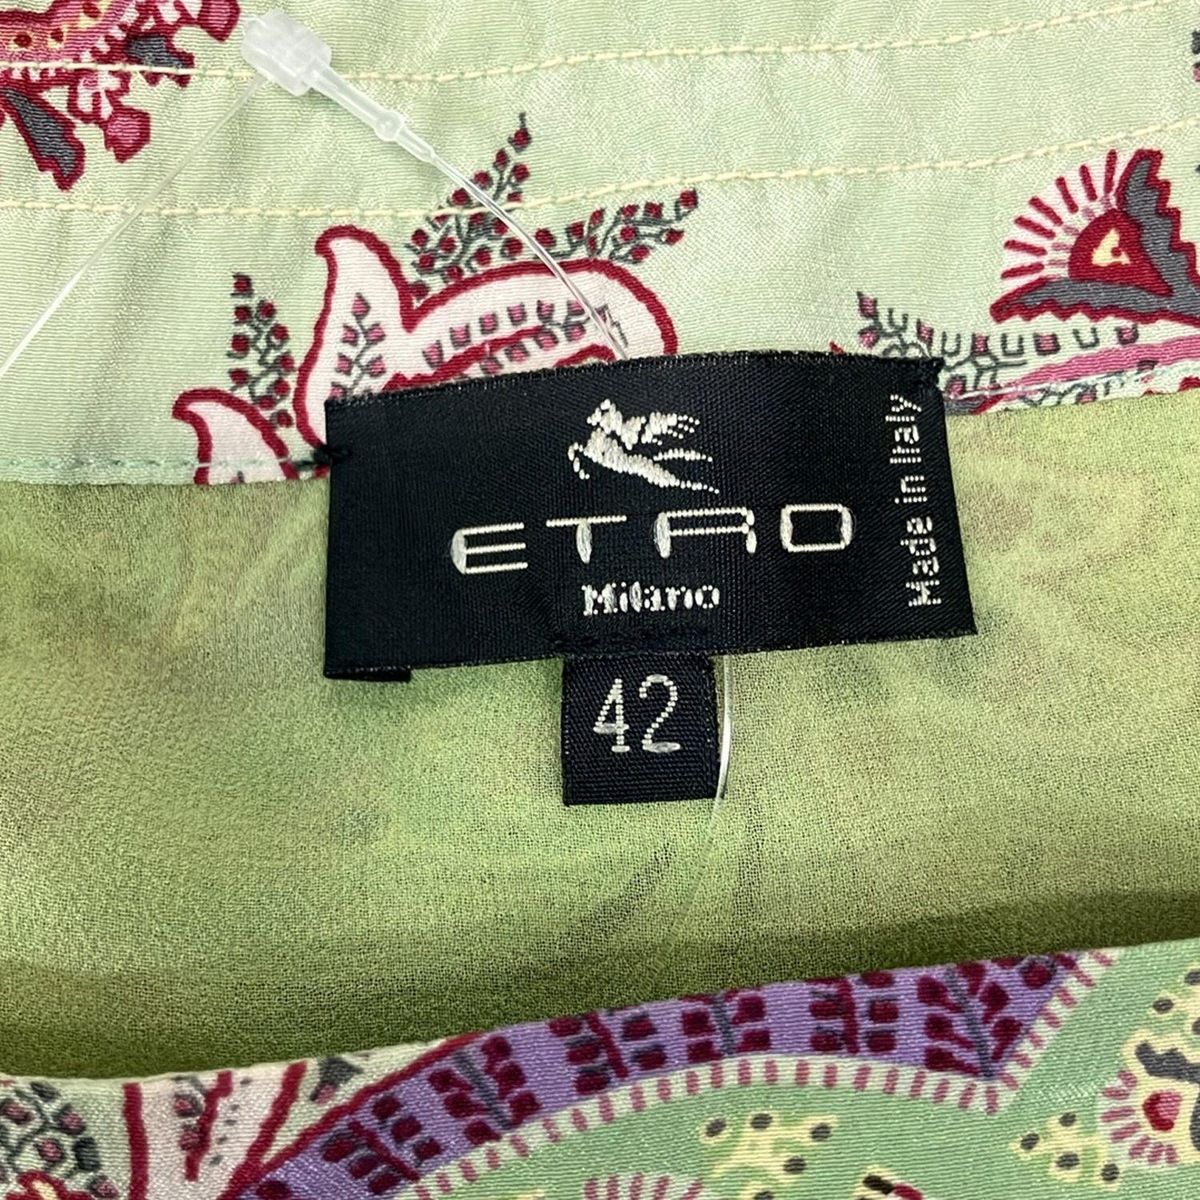 ETRO
Milano
Made in Italy
42